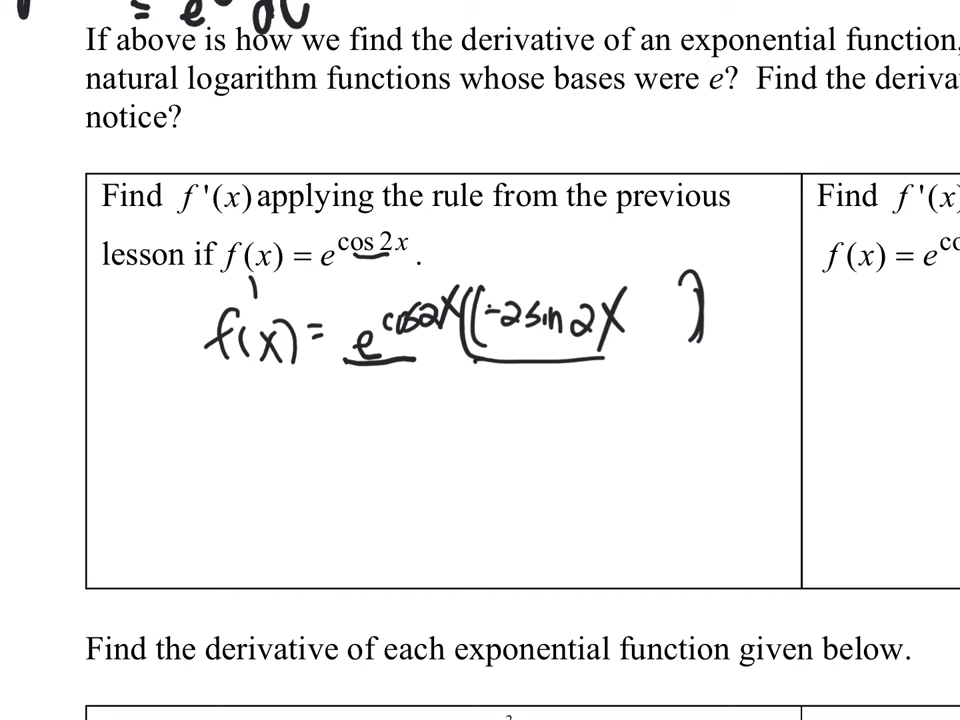 = e
If above is how we find the derivative of an exponential function,
natural logarithm functions whose bases were e? Find the deriva
notice?
Find f '(x) applying the rule from the previous
lesson if f(x) = e^{cos 2x}.
f'(x) = e^{cos2x}(-2sin2x )
Find f '(x)
f(x) = e^{co
Find the derivative of each exponential function given below.
2